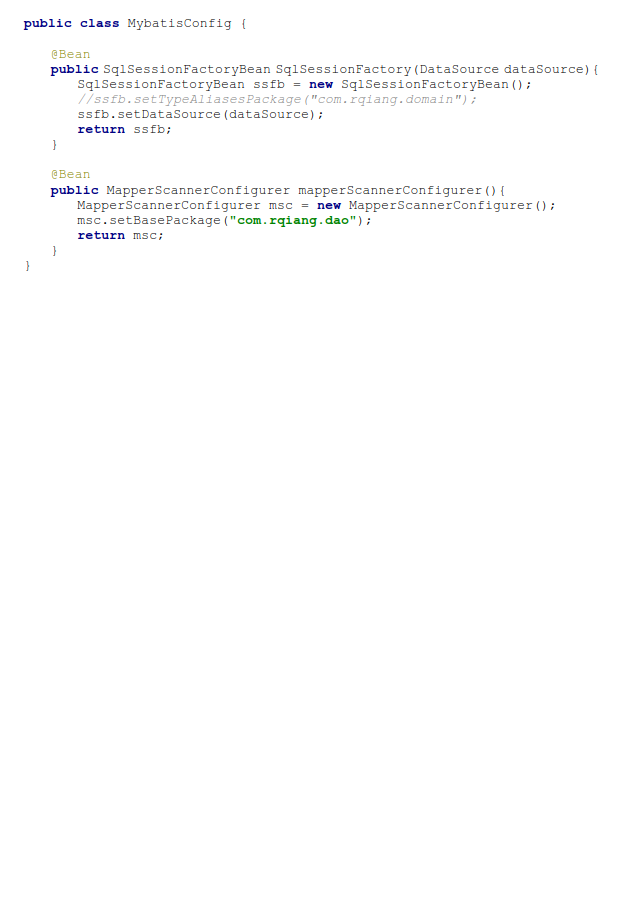 public class MybatisConfig {
@Bean
public SqlSessionFactoryBean SqlSessionFactory(DataSource dataSource){
SqlSessionFactoryBean ssfb = new SqlSessionFactoryBean();
//ssfb.setTypeAliasesPackage("com.rqiang.domain");
ssfb.setDataSource(dataSource);
return ssfb;
}
@Bean
public MapperScannerConfigurer mapperScannerConfigurer(){
MapperScannerConfigurer msc = new MapperScannerConfigurer();
msc.setBasePackage("com.rqiang.dao");
return msc;
}
}